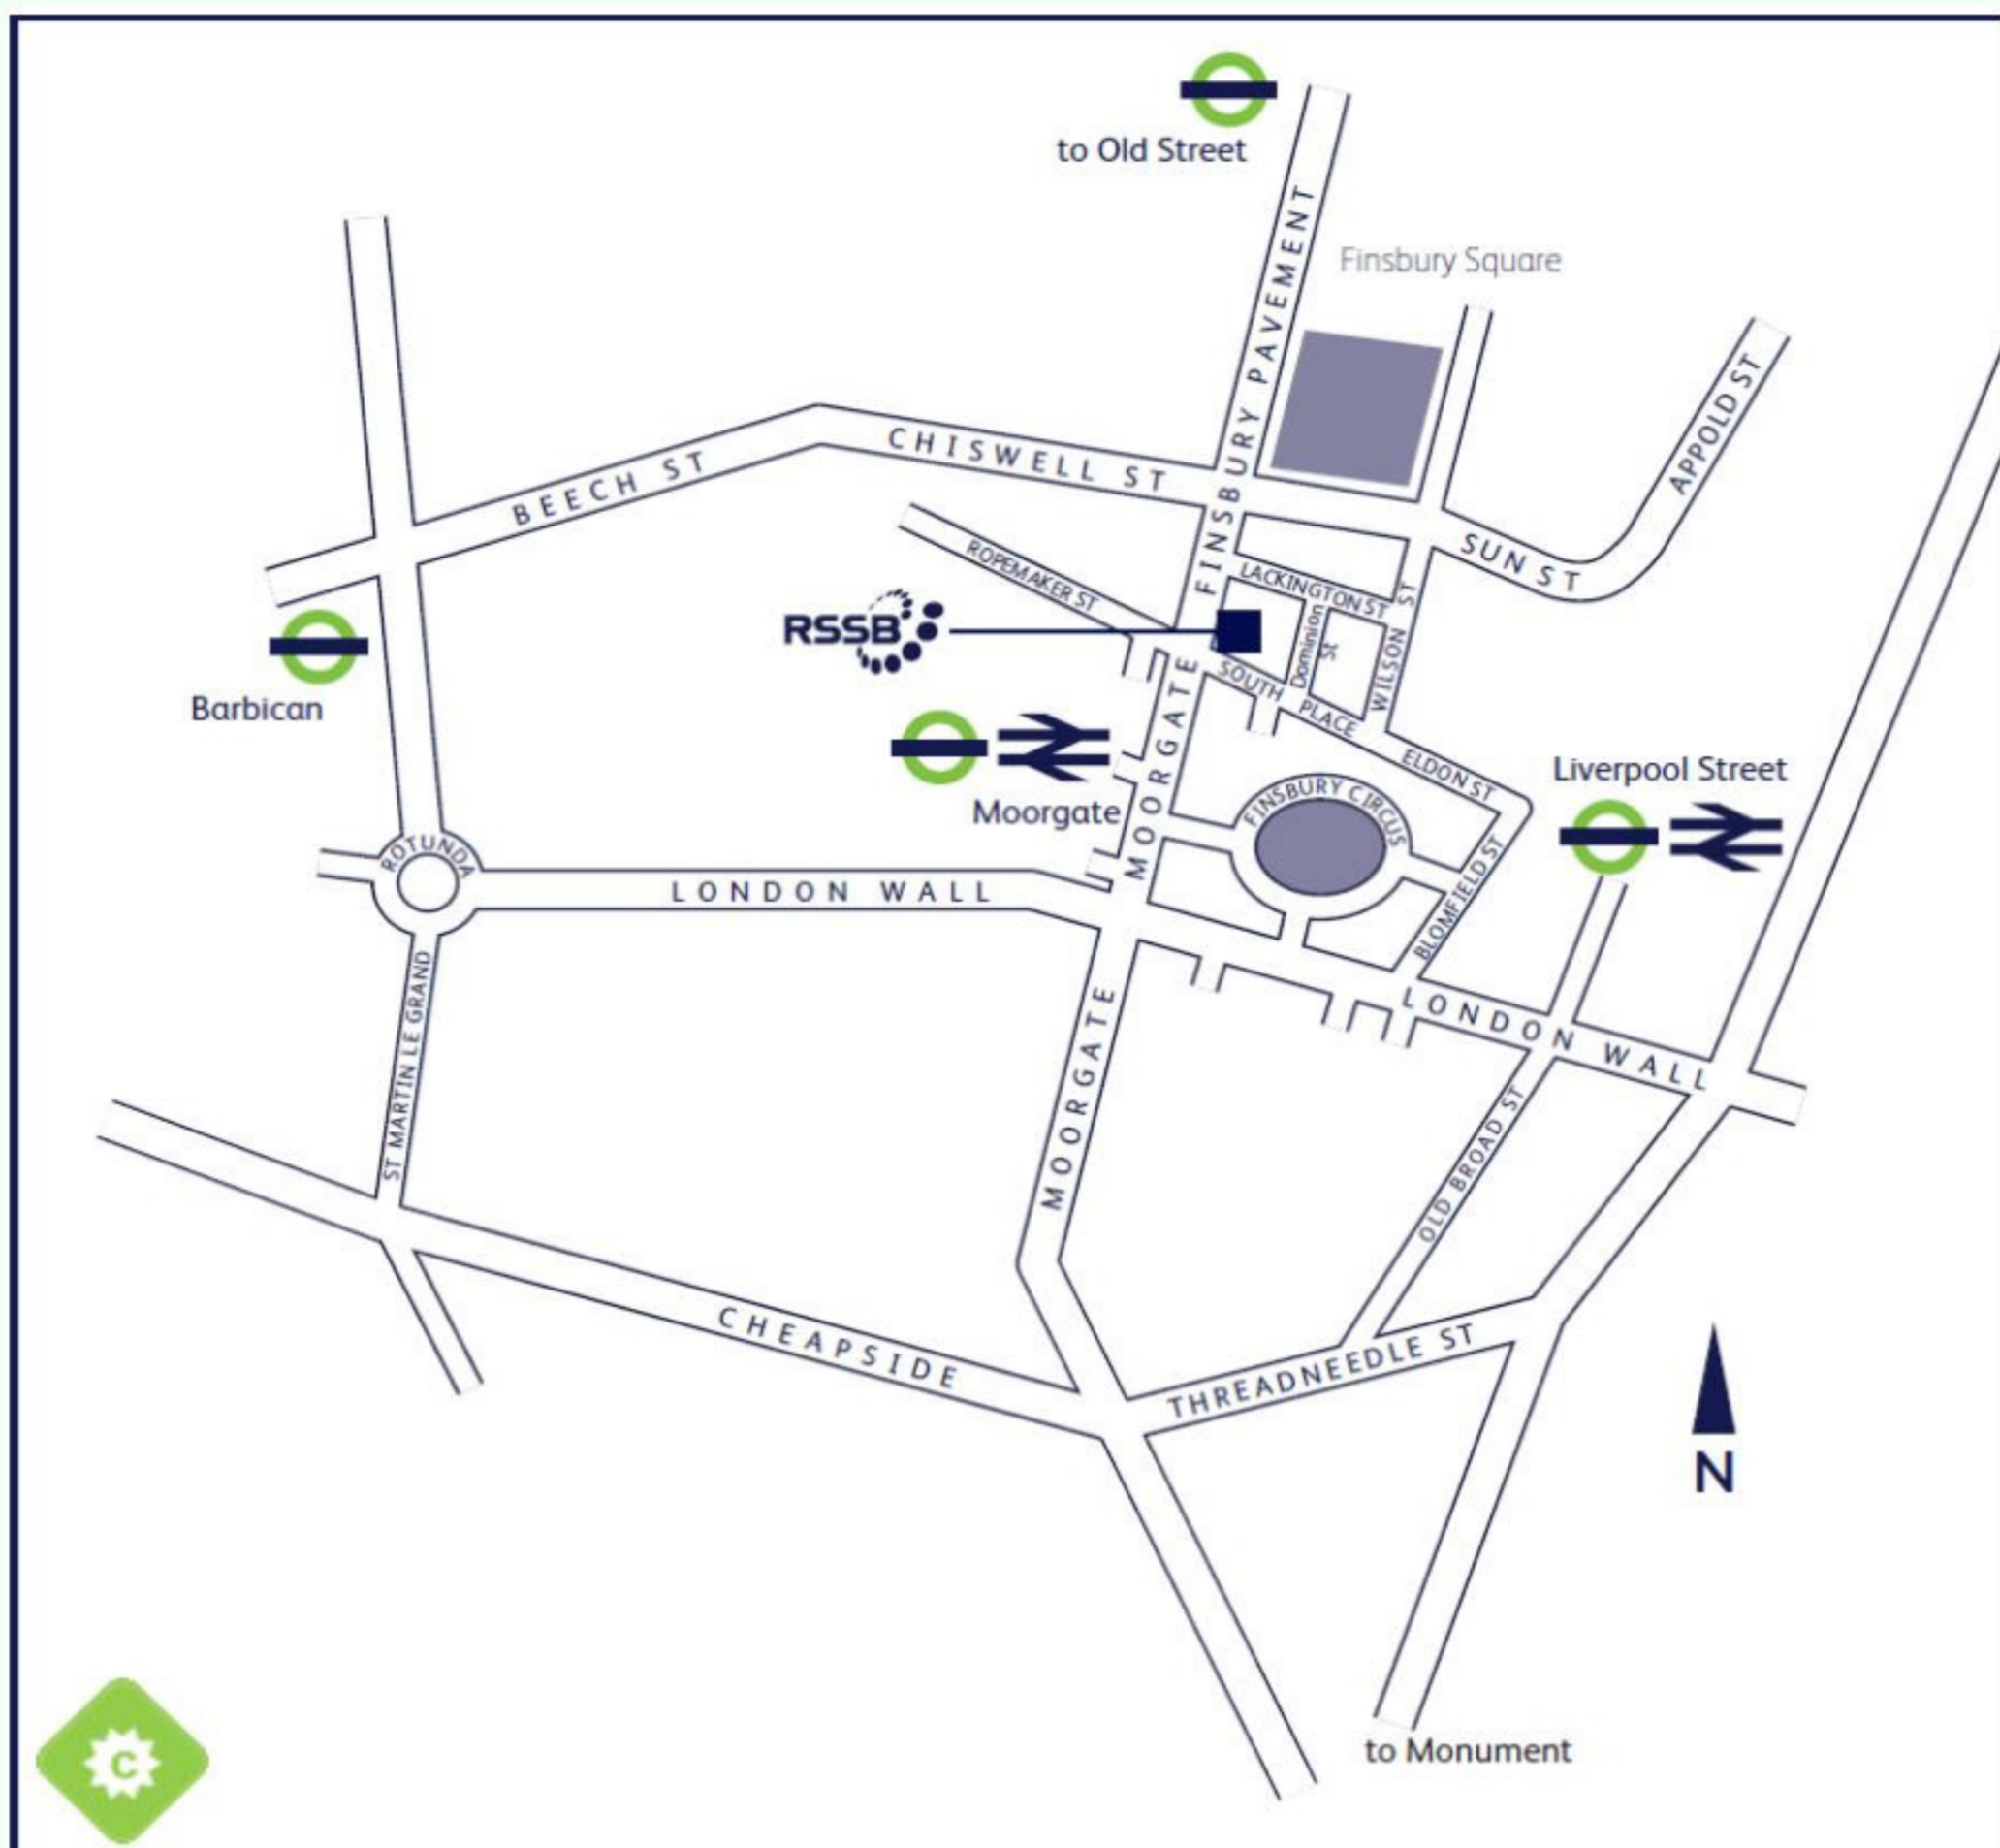 to Old Street
FINSBURY PAVEMENT
Finsbury Square
APPOLD ST
BEECH ST
CHISWELL ST
SUN ST
ROPEMAKER ST
LACKINGTON ST
RSSB
Dominion
St
WILSON ST
Barbican
SOUTH PLACE
MOORGATE
ELDON ST
Liverpool Street
Moorgate
FINSBURY CIRCUS
ROTUNDA
LONDON WALL
BLOMFIELD ST
ST MARTIN LE GRAND
MOORGATE
LONDON WALL
OLD BROAD ST
CHEAPSIDE
THREADNEEDLE ST
N
to Monument
C